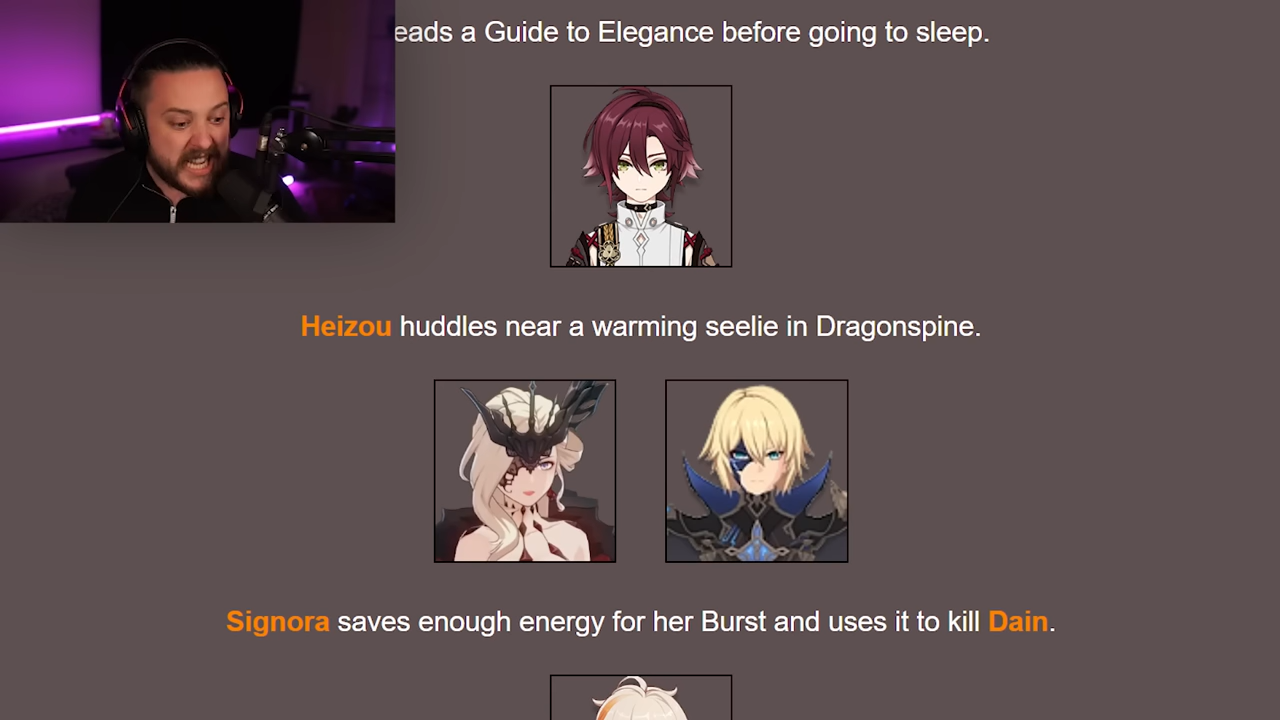 eads a Guide to Elegance before going to sleep.
Heizou huddles near a warming seelie in Dragonspine.
Signora saves enough energy for her Burst and uses it to kill Dain.